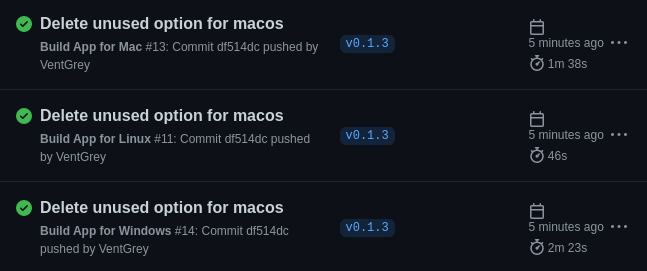 Delete unused option for macos
Build App for Mac #13: Commit df514dc pushed by
VentGrey
v0.1.3
5 minutes ago
1m 38s
Delete unused option for macos
Build App for Linux #11: Commit df514dc pushed
by VentGrey
v0.1.3
5 minutes ago
46s
Delete unused option for macos
Build App for Windows #14: Commit df514dc
pushed by VentGrey
v0.1.3
5 minutes ago
2m 23s